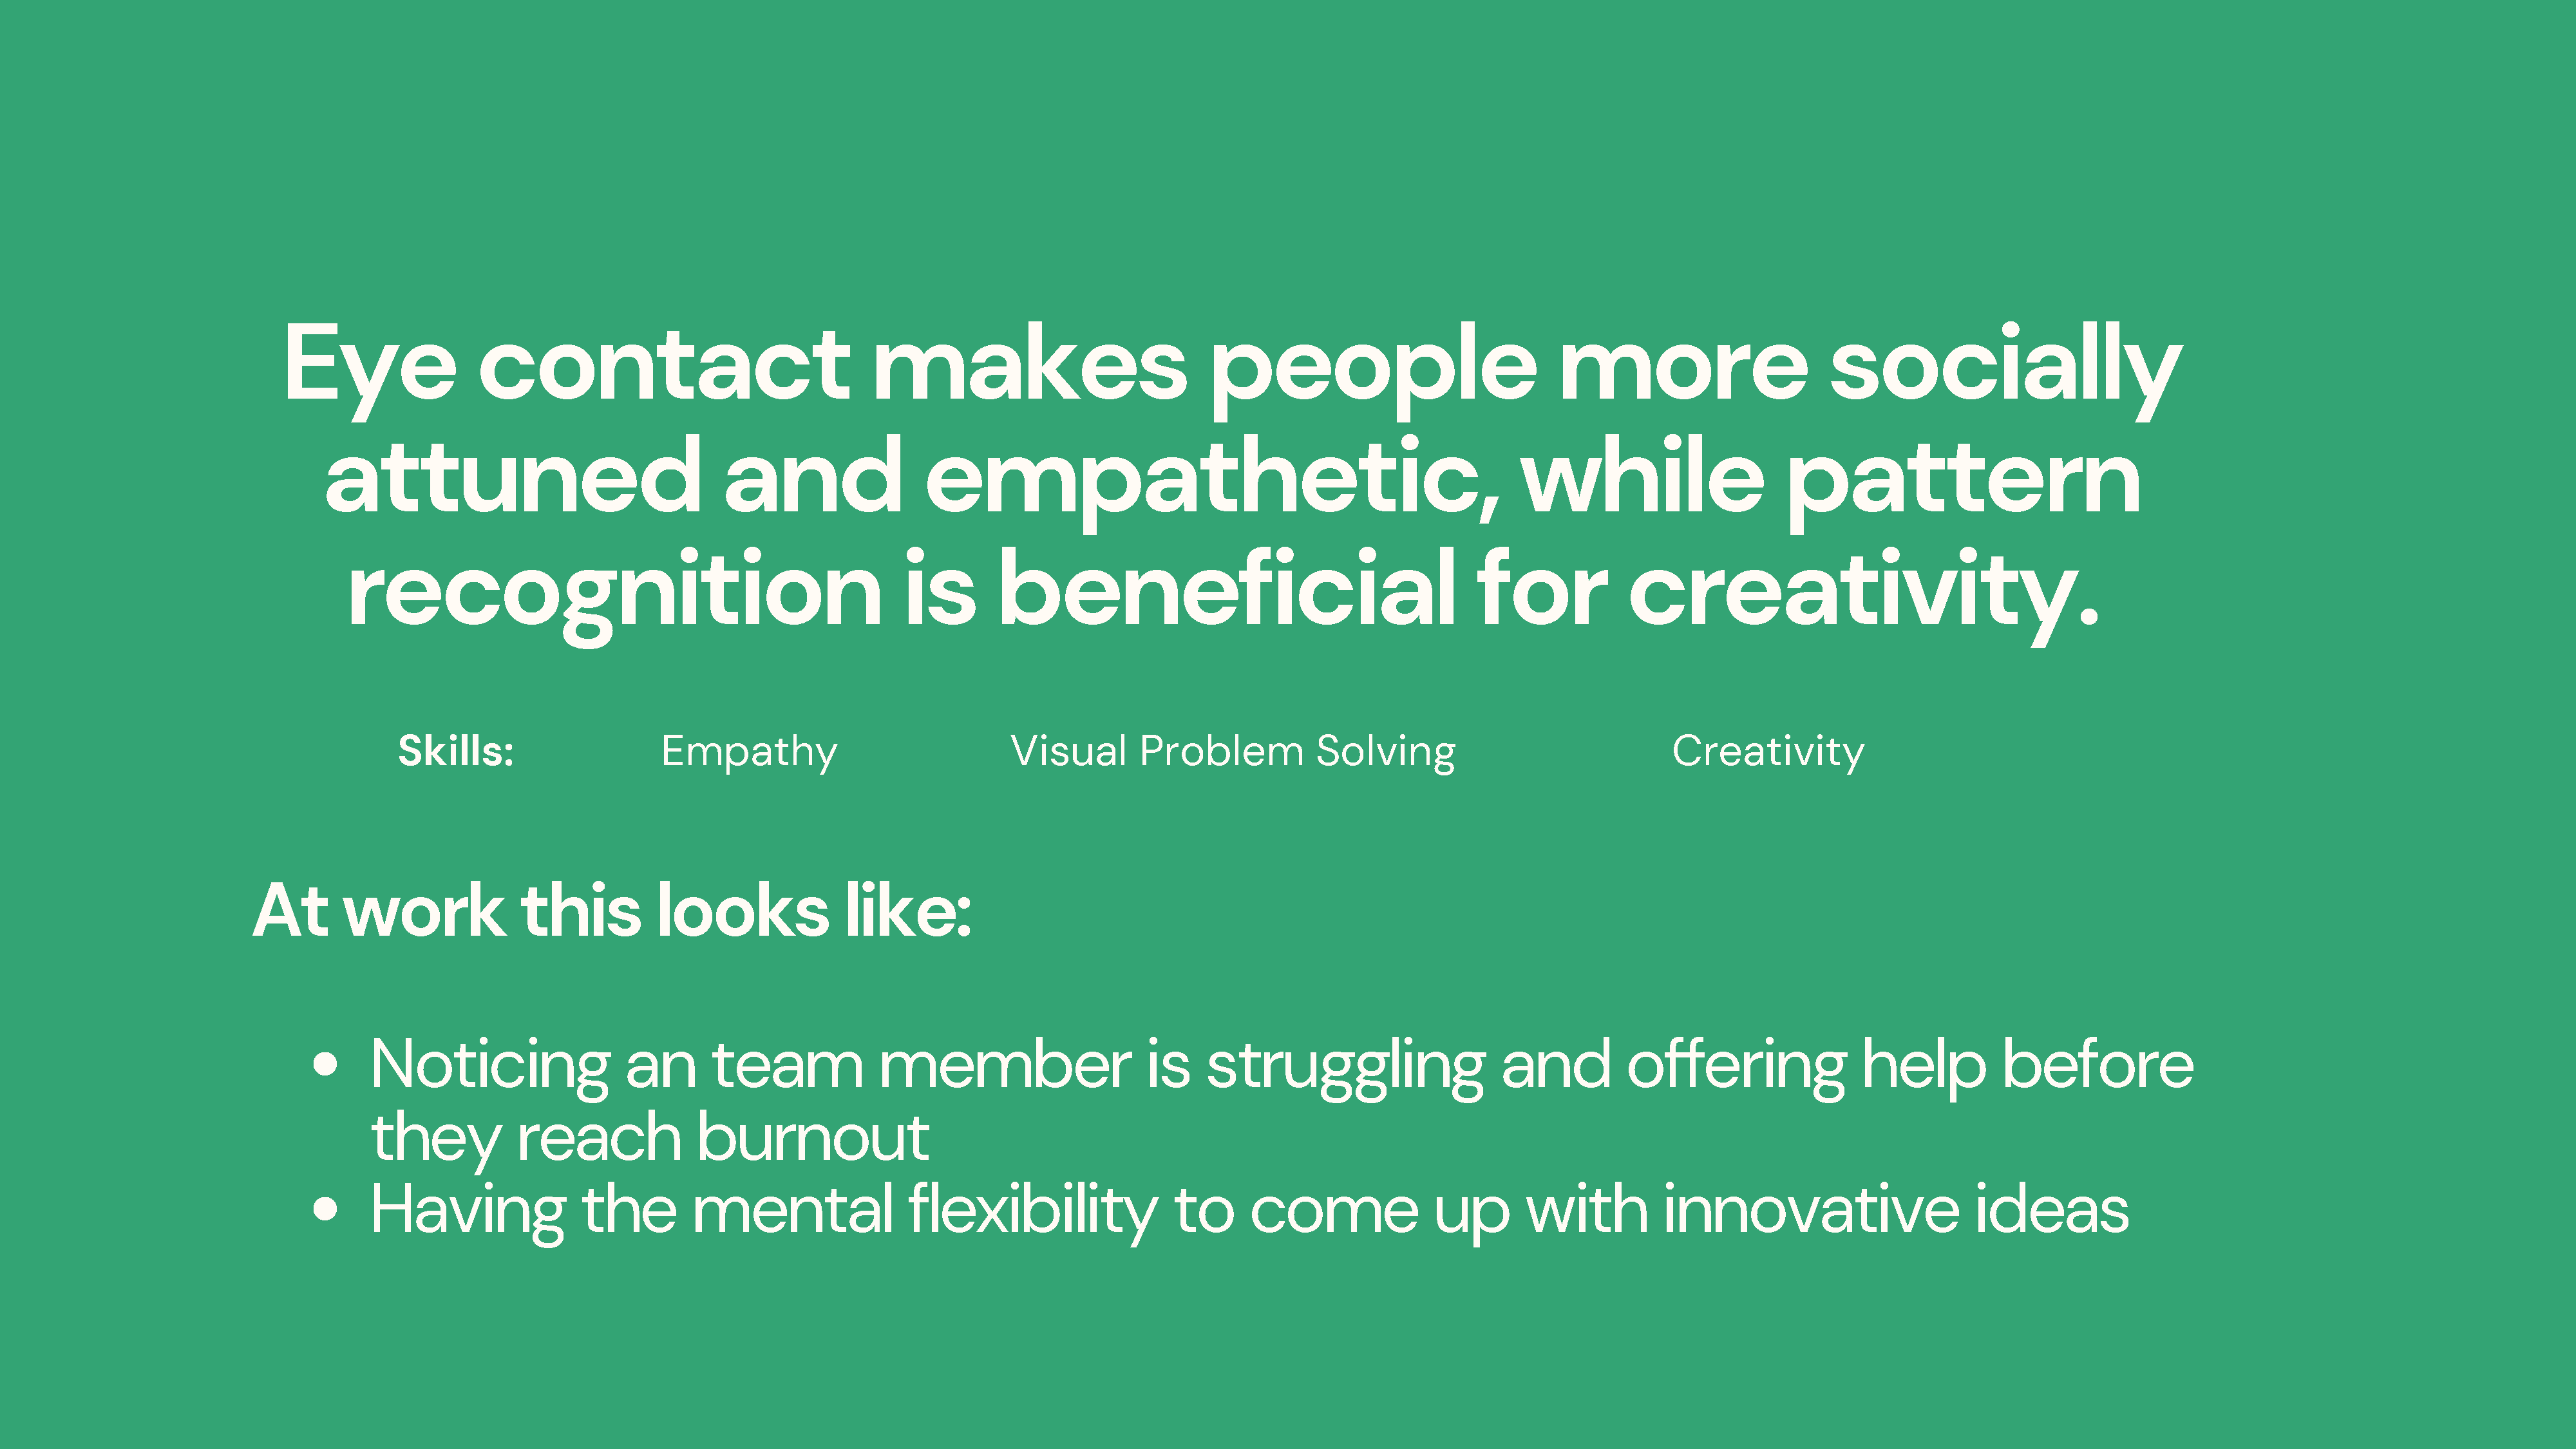 Eye contact makes people more socially
attuned and empathetic, while pattern
recognition is beneficial for creativity.
Skills: Empathy Visual Problem Solving Creativity
At work this looks like:
• Noticing an team member is struggling and offering help before
they reach burnout
• Having the mental flexibility to come up with innovative ideas